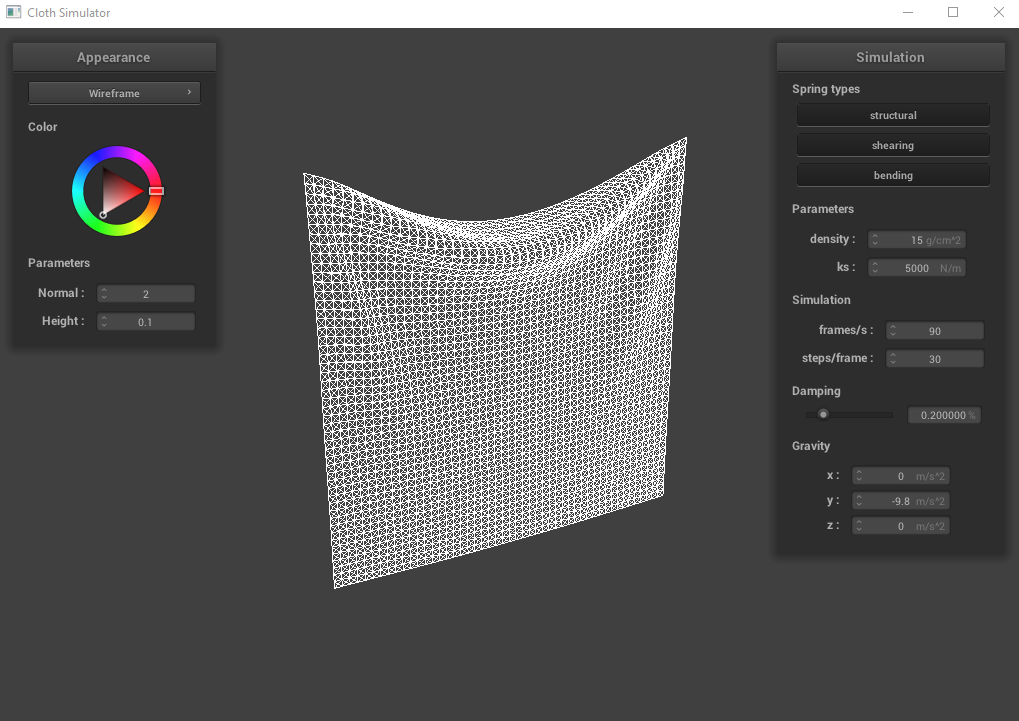 Cloth Simulator
Appearance
Wireframe
Color
Parameters
Normal : 2
Height : 0.1
Simulation
Spring types
structural
shearing
bending
Parameters
density : 15 g/cm^2
ks : 5000 N/m
Simulation
frames/s : 90
steps/frame : 30
Damping
0.200000 %
Gravity
x : 0 m/s^2
y : -9.8 m/s^2
z : 0 m/s^2